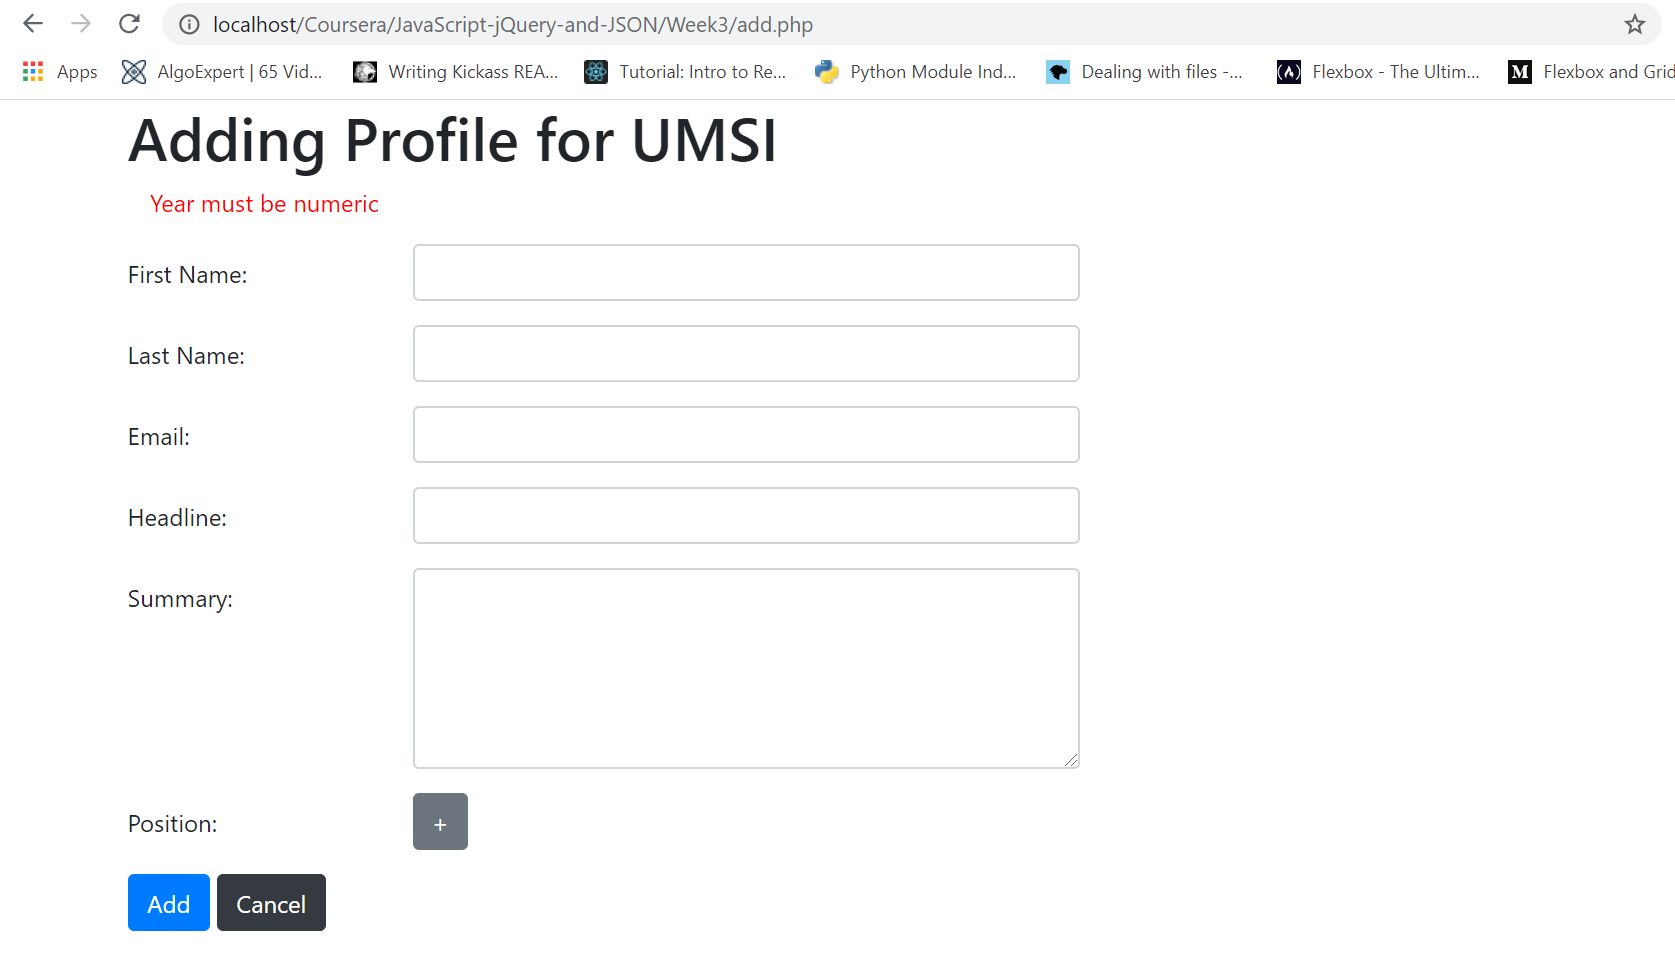 localhost/Coursera/JavaScript-jQuery-and-JSON/Week3/add.php
Apps AlgoExpert | 65 Vid... Writing Kickass REA... Tutorial: Intro to Re... Python Module Ind... Dealing with files -... Flexbox - The Ultim... M Flexbox and Grid
Adding Profile for UMSI
Year must be numeric
First Name:
Last Name:
Email:
Headline:
Summary:
Position: +
Add Cancel